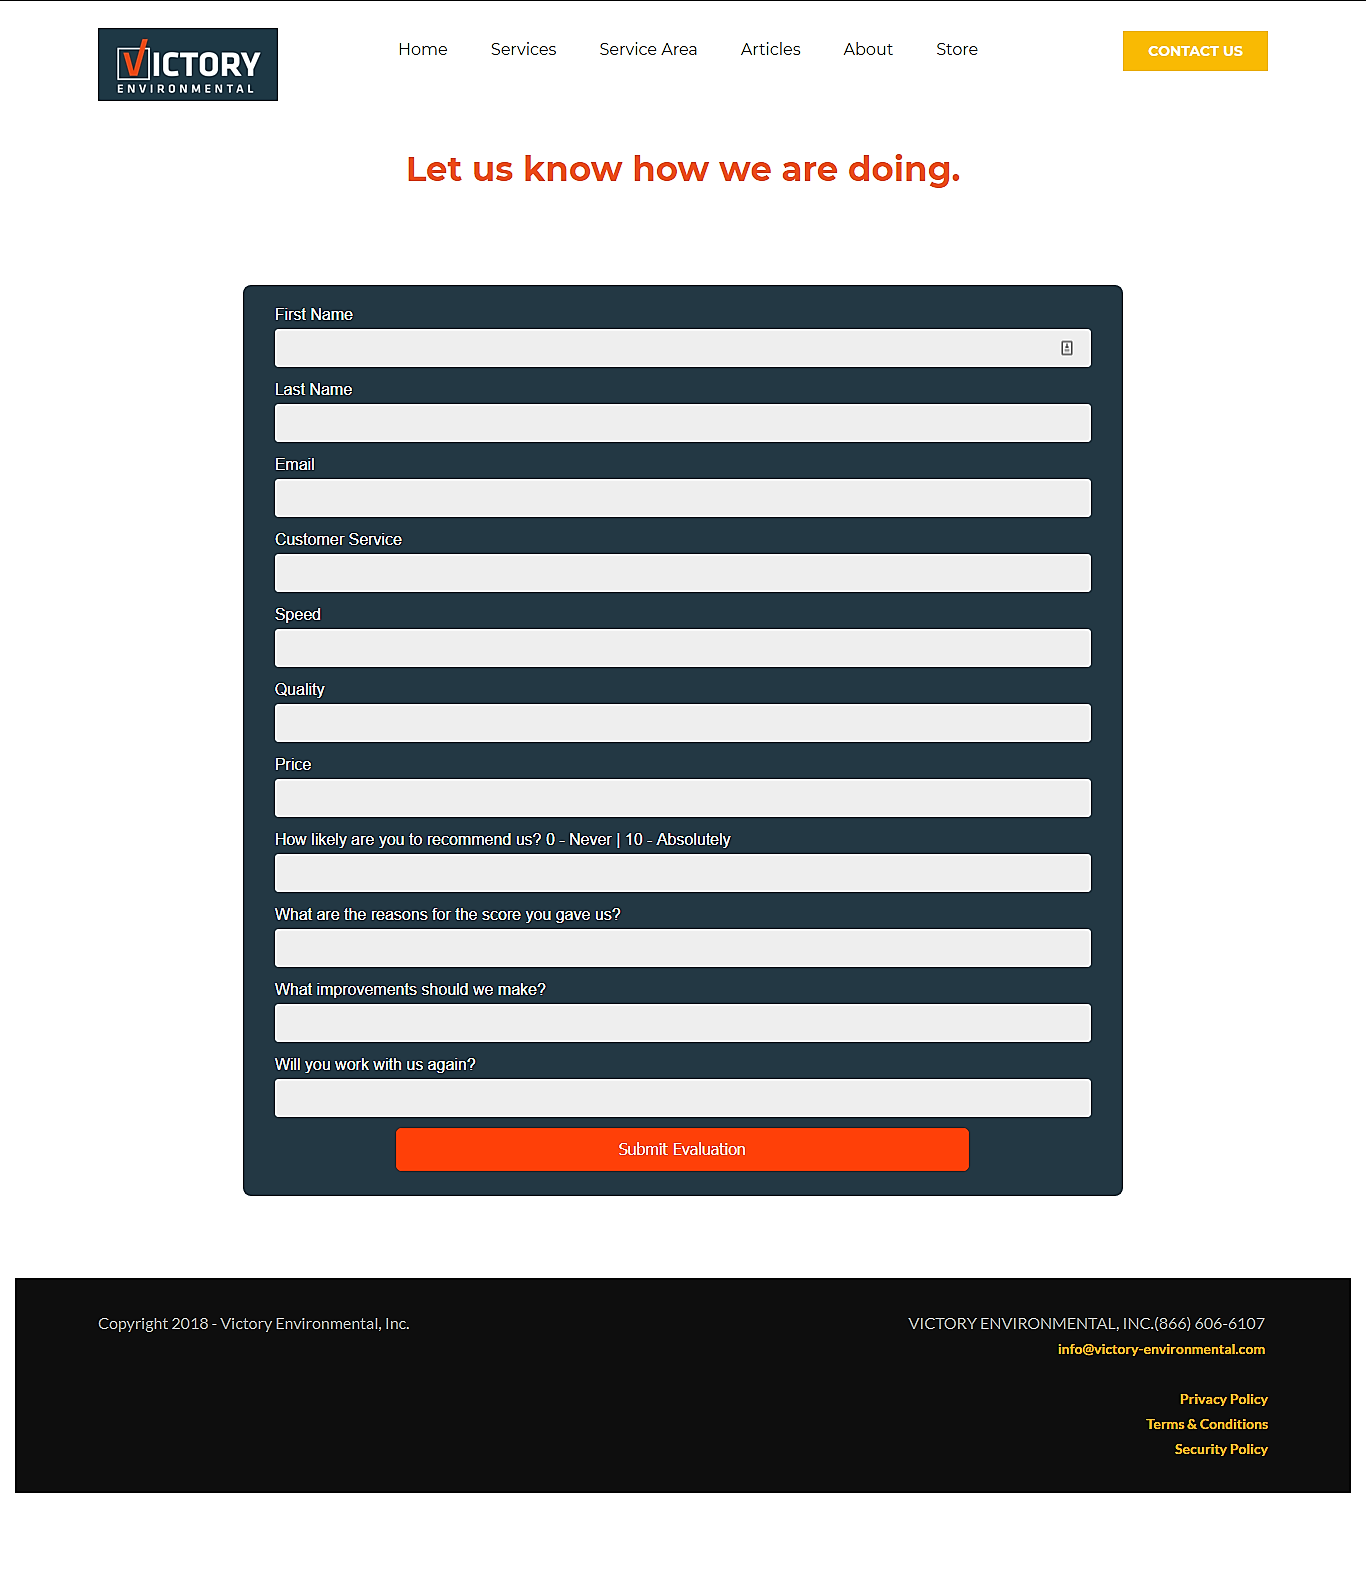 VICTORY
ENVIRONMENTAL
Home Services Service Area Articles About Store
CONTACT US
Let us know how we are doing.
First Name
Last Name
Email
Customer Service
Speed
Quality
Price
How likely are you to recommend us? 0 - Never | 10 - Absolutely
What are the reasons for the score you gave us?
What improvements should we make?
Will you work with us again?
Submit Evaluation
Copyright 2018 - Victory Environmental, Inc.
VICTORY ENVIRONMENTAL, INC.(866) 606-6107
info@victory-environmental.com
Privacy Policy
Terms & Conditions
Security Policy